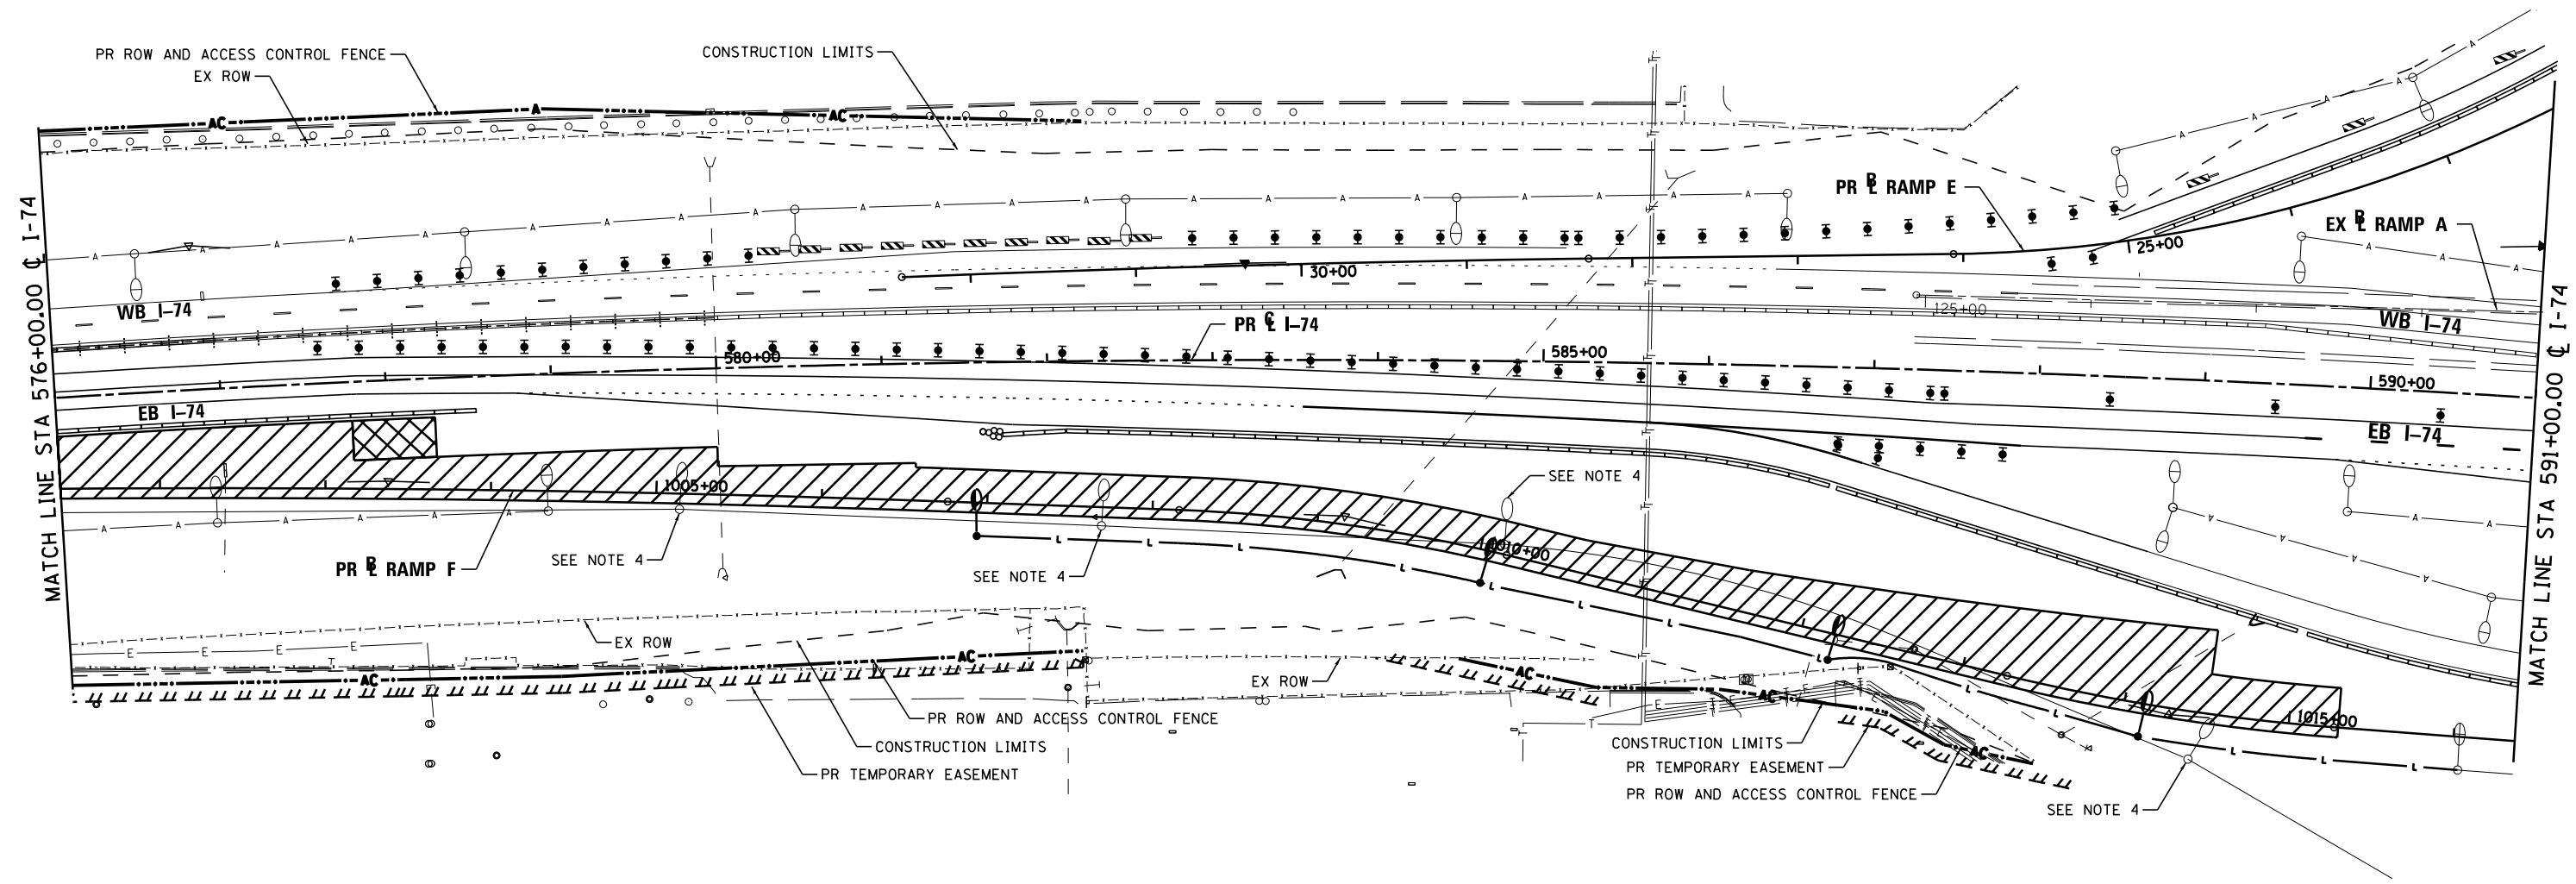 PR ROW AND ACCESS CONTROL FENCE
EX ROW
CONSTRUCTION LIMITS
AC
A
AC
MATCH LINE STA 576+00.00 ℄ I-74
MATCH LINE STA 591+00.00 ℄ I-74
PR BL RAMP E
EX BL RAMP A
25+00
30+00
WB I-74
125+00
WB I-74
PR ℄ I-74
580+00
585+00
590+00
EB I-74
EB I-74
SEE NOTE 4
1005+00
1010+00
SEE NOTE 4
PR BL RAMP F
SEE NOTE 4
EX ROW
AC
AC
EX ROW
AC
AC
AC
1015+00
PR ROW AND ACCESS CONTROL FENCE
CONSTRUCTION LIMITS
PR TEMPORARY EASEMENT
CONSTRUCTION LIMITS
PR TEMPORARY EASEMENT
PR ROW AND ACCESS CONTROL FENCE
SEE NOTE 4